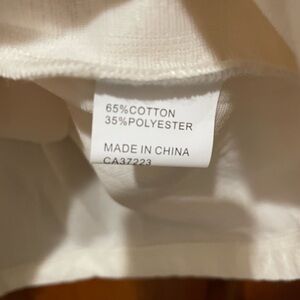 65%COTTON
35%POLYESTER
MADE IN CHINA
CA37223